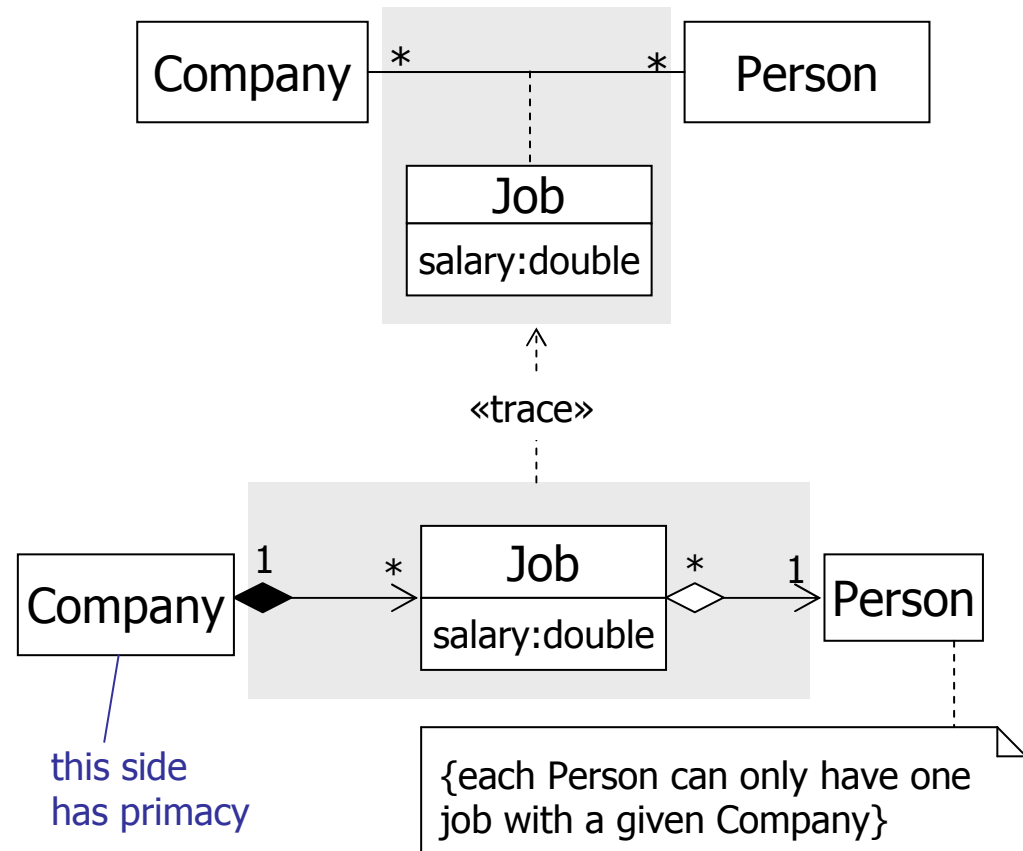 Company * * Person
Job
salary:double
«trace»
1 * Job * 1
Company salary:double Person
this side
has primacy
{each Person can only have one
job with a given Company}